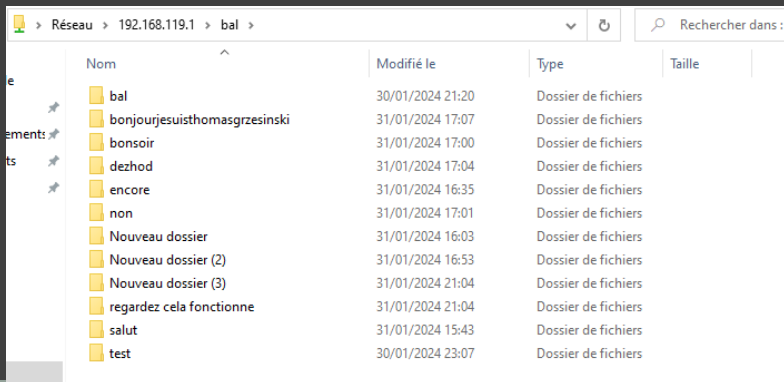 Réseau > 192.168.119.1 > bal >
Rechercher dans :
Nom Modifié le Type Taille
le
bal 30/01/2024 21:20 Dossier de fichiers
bonjourjesuisthomasgrzesinski 31/01/2024 17:07 Dossier de fichiers
ements bonsoir 31/01/2024 17:00 Dossier de fichiers
ts dezhod 31/01/2024 17:04 Dossier de fichiers
encore 31/01/2024 16:35 Dossier de fichiers
non 31/01/2024 17:01 Dossier de fichiers
Nouveau dossier 31/01/2024 16:03 Dossier de fichiers
Nouveau dossier (2) 31/01/2024 16:53 Dossier de fichiers
Nouveau dossier (3) 31/01/2024 21:04 Dossier de fichiers
regardez cela fonctionne 31/01/2024 21:04 Dossier de fichiers
salut 31/01/2024 15:43 Dossier de fichiers
test 30/01/2024 23:07 Dossier de fichiers